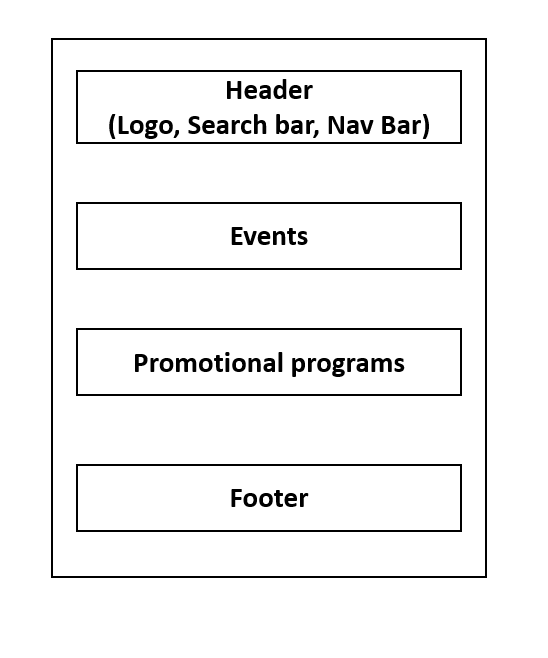 Header
(Logo, Search bar, Nav Bar)
Events
Promotional programs
Footer